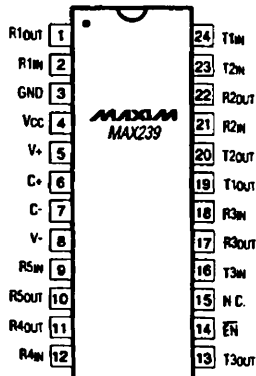 R1OUT 1
R1IN 2
GND 3
VCC 4
V+ 5
C+ 6
C- 7
V- 8
R5IN 9
R5OUT 10
R4OUT 11
R4IN 12
MAXIM
MAX239
24 T1IN
23 T2IN
22 R2OUT
21 R2IN
20 T2OUT
19 T1OUT
18 R3IN
17 R3OUT
16 T3IN
15 N.C.
14 E̅N̅
13 T3OUT